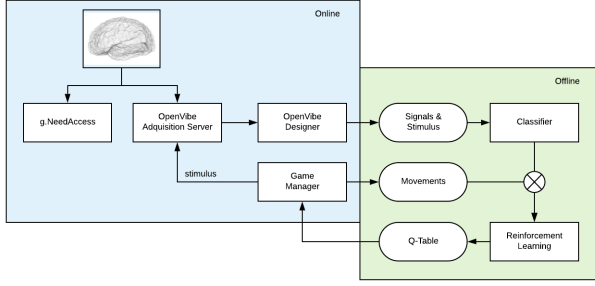 Online
Offline
g.NeedAccess
OpenVibe
Adquisition Server
OpenVibe
Designer
Signals &
Stimulus
Classifier
stimulus
Game
Manager
Movements
Q-Table
Reinforcement
Learning